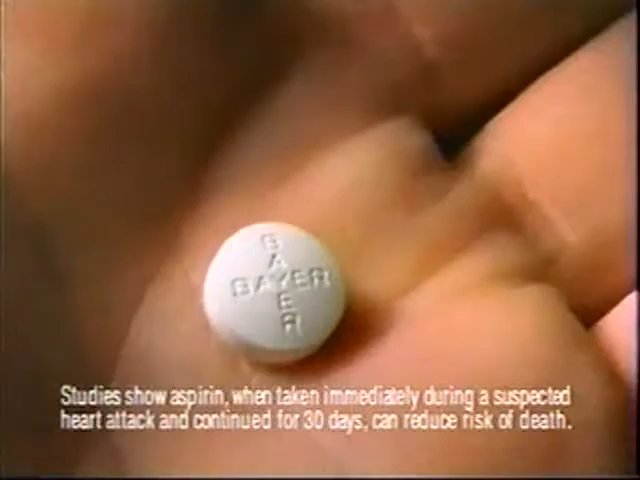 BAYER
BAYER
Studies show aspirin, when taken immediately during a suspected
heart attack and continued for 30 days, can reduce risk of death.